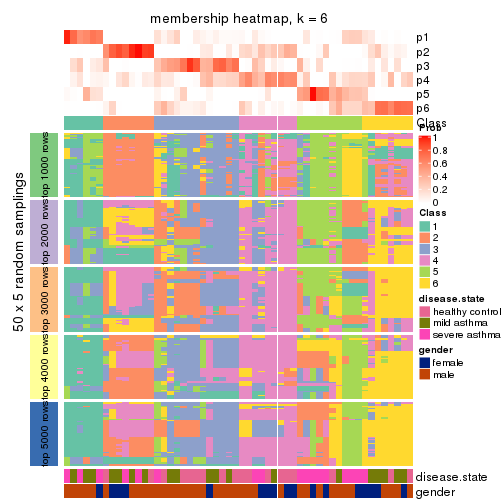 membership heatmap, k = 6
p1
p2
p3
p4
p5
p6
Class
Prob
1
0.8
0.6
0.4
0.2
0
Class
1
2
3
4
5
6
disease.state
healthy control
mild asthma
severe asthma
gender
female
male
50 x 5 random samplings
top 1000 rows
top 2000 rows
top 3000 rows
top 4000 rows
top 5000 rows
disease.state
gender